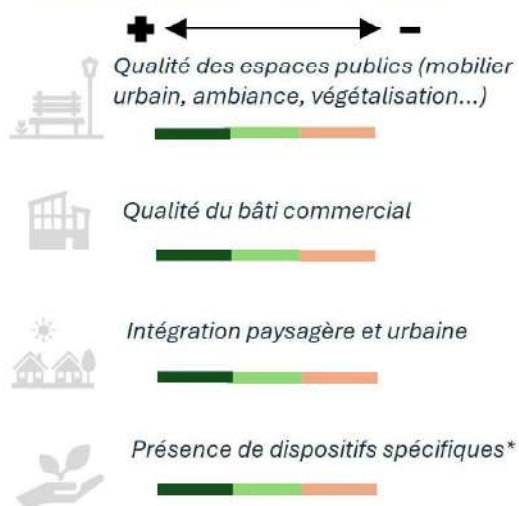 + -
Qualité des espaces publics (mobilier
urbain, ambiance, végétalisation...)
Qualité du bâti commercial
Intégration paysagère et urbaine
Présence de dispositifs spécifiques*